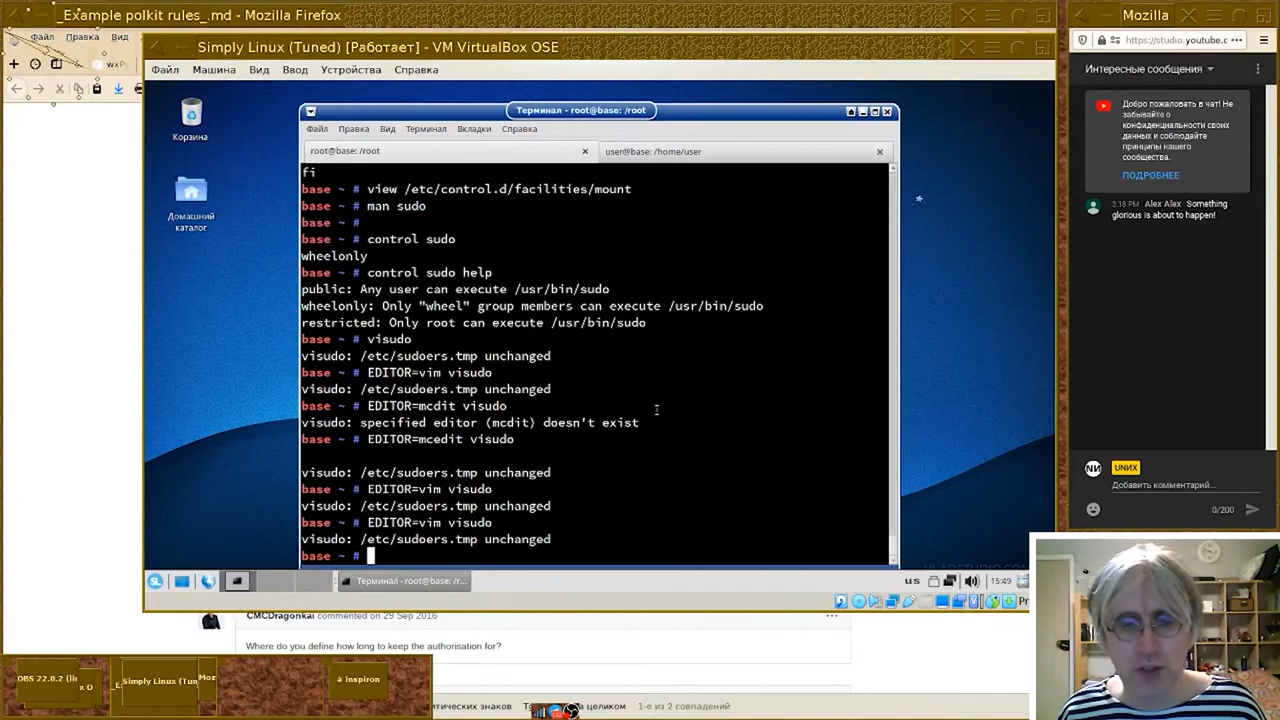 _Example polkit rules_.md - Mozilla Firefox
Файл Правка Вид
Simply Linux (Tuned) [Работает] - VM VirtualBox OSE
Файл Машина Вид Ввод Устройства Справка
Корзина
Домашний
каталог
Терминал - root@base: /root
Файл Правка Вид Терминал Вкладки Справка
root@base: /root
user@base: /home/user
fi
base ~ # view /etc/control.d/facilities/mount
base ~ # man sudo
base ~ #
base ~ # control sudo
wheelonly
base ~ # control sudo help
public: Any user can execute /usr/bin/sudo
wheelonly: Only "wheel" group members can execute /usr/bin/sudo
restricted: Only root can execute /usr/bin/sudo
base ~ # visudo
visudo: /etc/sudoers.tmp unchanged
base ~ # EDITOR=vim visudo
visudo: /etc/sudoers.tmp unchanged
base ~ # EDITOR=mcdit visudo
visudo: specified editor (mcdit) doesn't exist
base ~ # EDITOR=mcedit visudo
visudo: /etc/sudoers.tmp unchanged
base ~ # EDITOR=vim visudo
visudo: /etc/sudoers.tmp unchanged
base ~ # EDITOR=vim visudo
visudo: /etc/sudoers.tmp unchanged
base ~ #
Терминал - root@base: /r...
us
15:49
CMCDragonkai commented on 29 Sep 2016
Where do you define how long to keep the authorisation for?
1-е из 2 совпадений
OBS 22.0.2 (lin
Simply Linux (Tun
Moz
inspiron
Mozilla
https://studio.youtube.c
Интересные сообщения
Добро пожаловать в чат! Не
забывайте о
конфиденциальности своих
данных и соблюдайте
принципы нашего
сообщества.
ПОДРОБНЕЕ
3:18 PM Alex Alex Something
glorious is about to happen!
NИ
UNИX
Добавить комментарий...
0/200